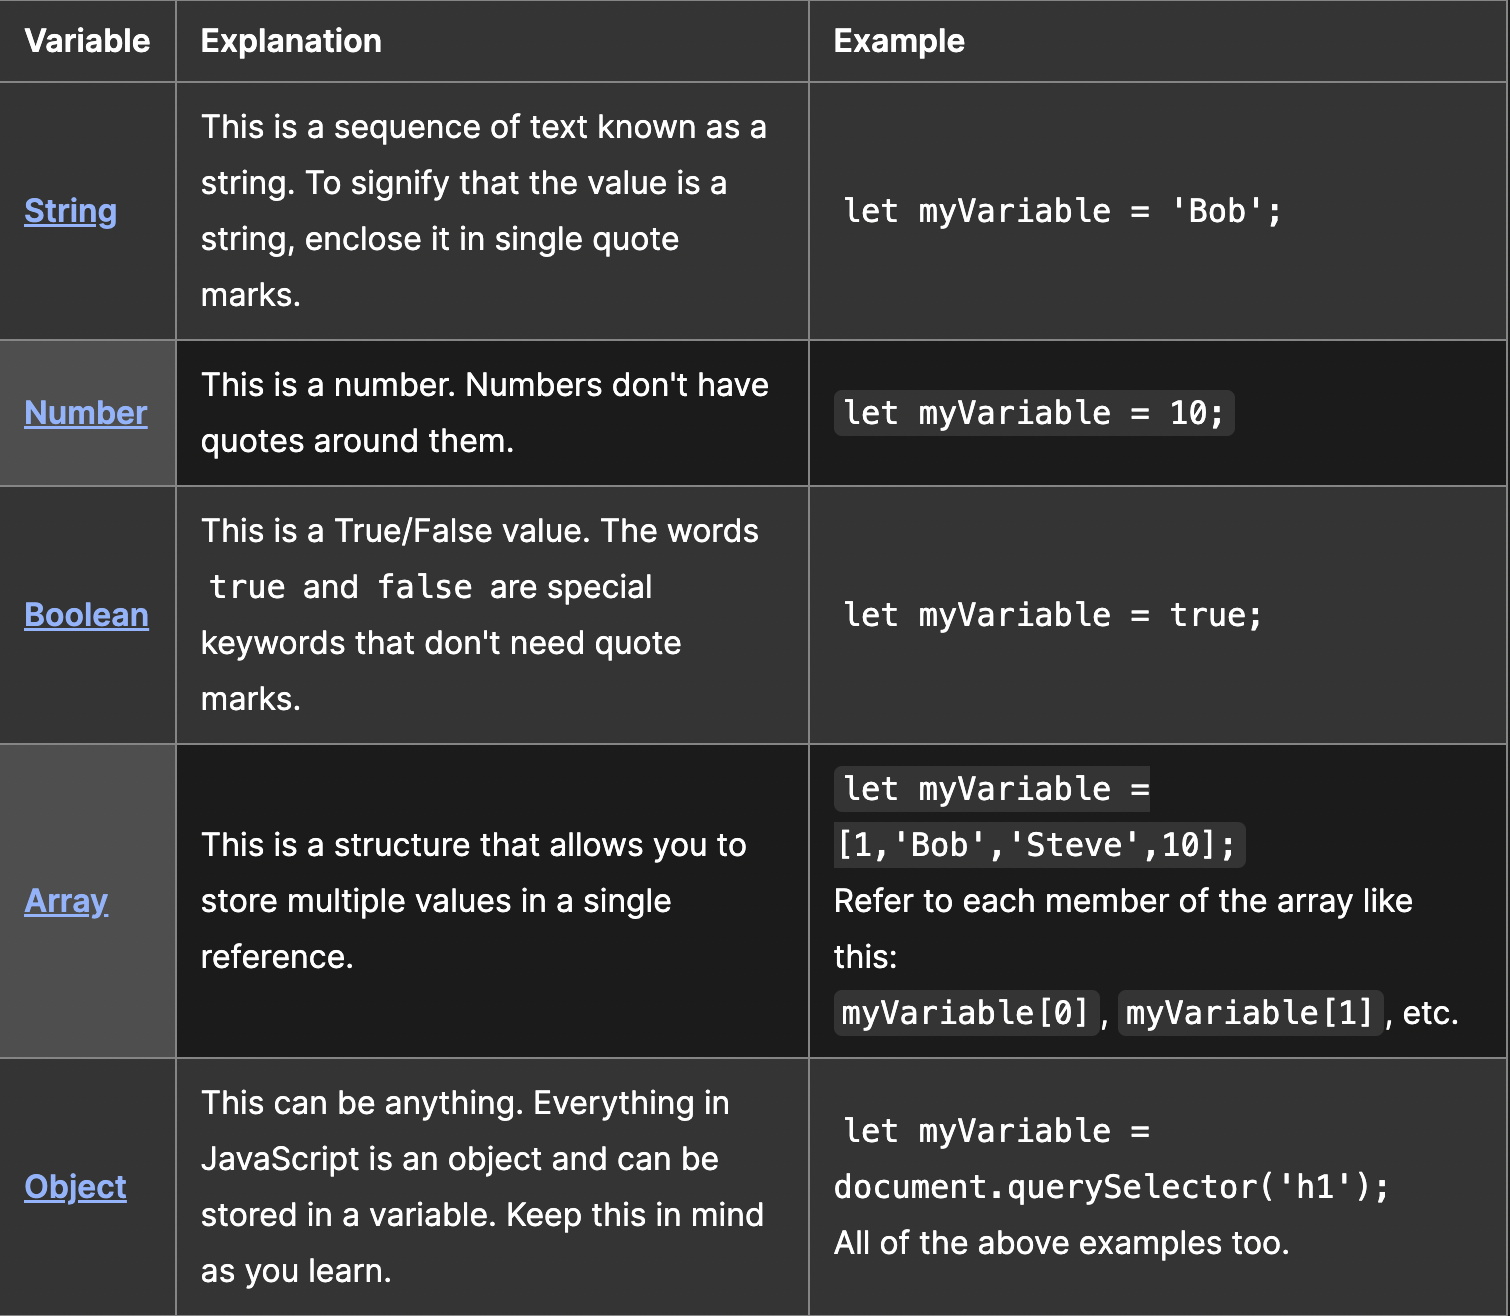 Variable Explanation Example
String
This is a sequence of text known as a
string. To signify that the value is a
string, enclose it in single quote
marks.
let myVariable = 'Bob';
Number
This is a number. Numbers don't have
quotes around them.
let myVariable = 10;
Boolean
This is a True/False value. The words
true and false are special
keywords that don't need quote
marks.
let myVariable = true;
Array
This is a structure that allows you to
store multiple values in a single
reference.
let myVariable =
[1,'Bob','Steve',10];
Refer to each member of the array like
this:
myVariable[0], myVariable[1], etc.
Object
This can be anything. Everything in
JavaScript is an object and can be
stored in a variable. Keep this in mind
as you learn.
let myVariable =
document.querySelector('h1');
All of the above examples too.